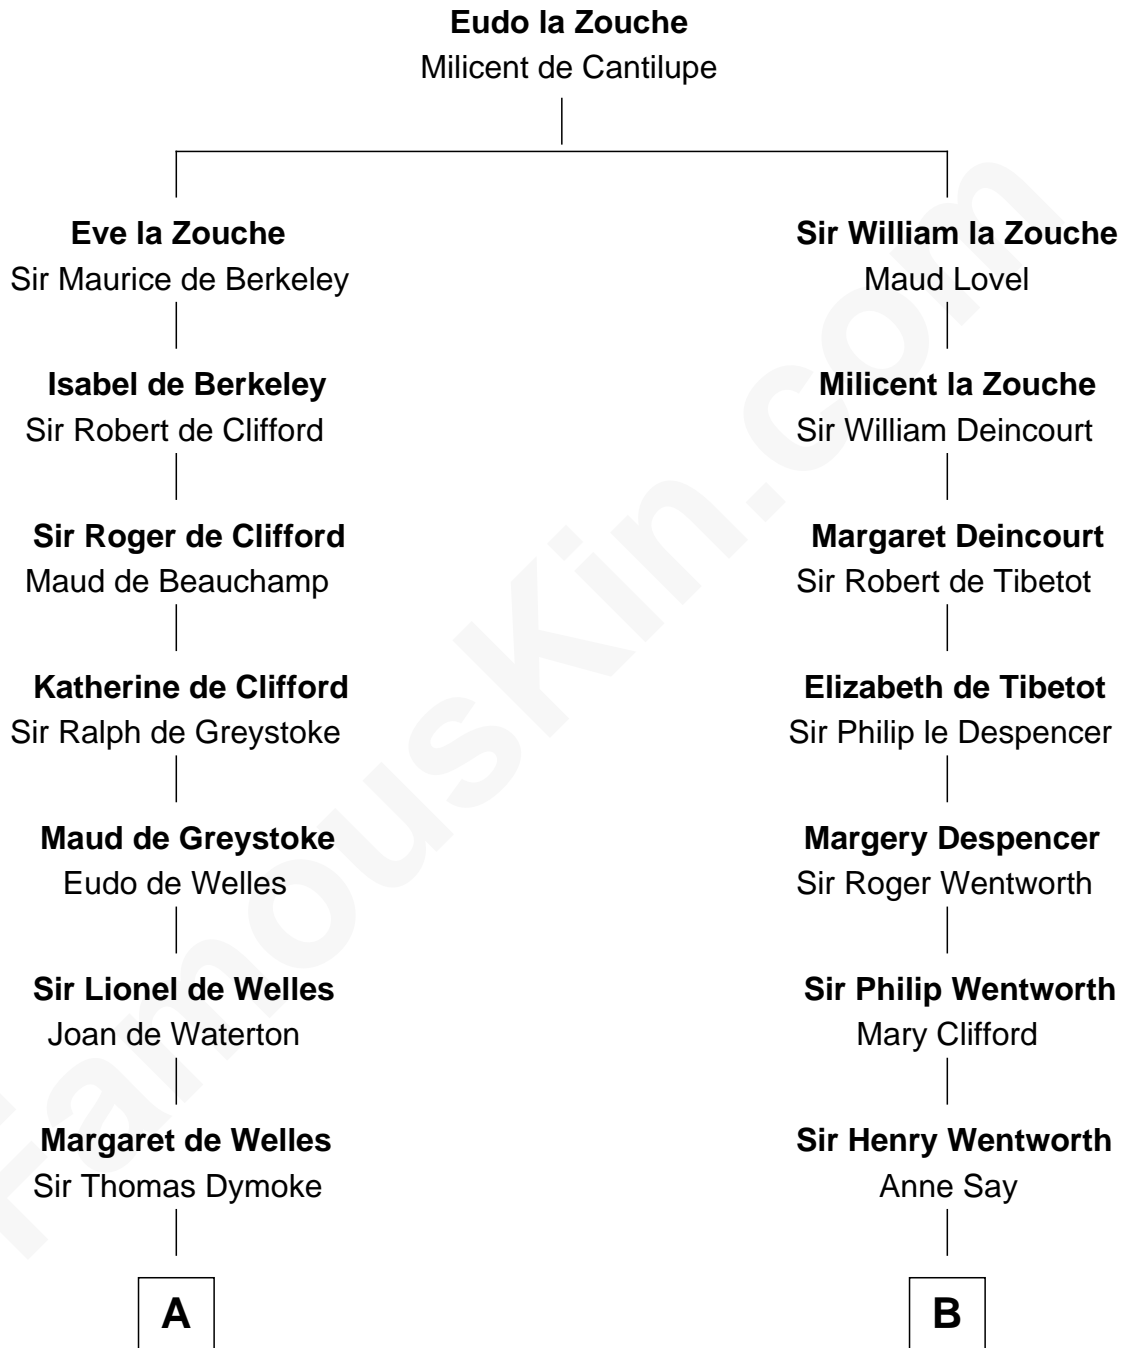 Eudo la Zouche
Milicent de Cantilupe
Eve la Zouche
Sir Maurice de Berkeley
Isabel de Berkeley
Sir Robert de Clifford
Sir Roger de Clifford
Maud de Beauchamp
Katherine de Clifford
Sir Ralph de Greystoke
Maud de Greystoke
Eudo de Welles
Sir Lionel de Welles
Joan de Waterton
Margaret de Welles
Sir Thomas Dymoke
A
Sir William la Zouche
Maud Lovel
Milicent la Zouche
Sir William Deincourt
Margaret Deincourt
Sir Robert de Tibetot
Elizabeth de Tibetot
Sir Philip le Despencer
Margery Despencer
Sir Roger Wentworth
Sir Philip Wentworth
Mary Clifford
Sir Henry Wentworth
Anne Say
B
FamousKin.com